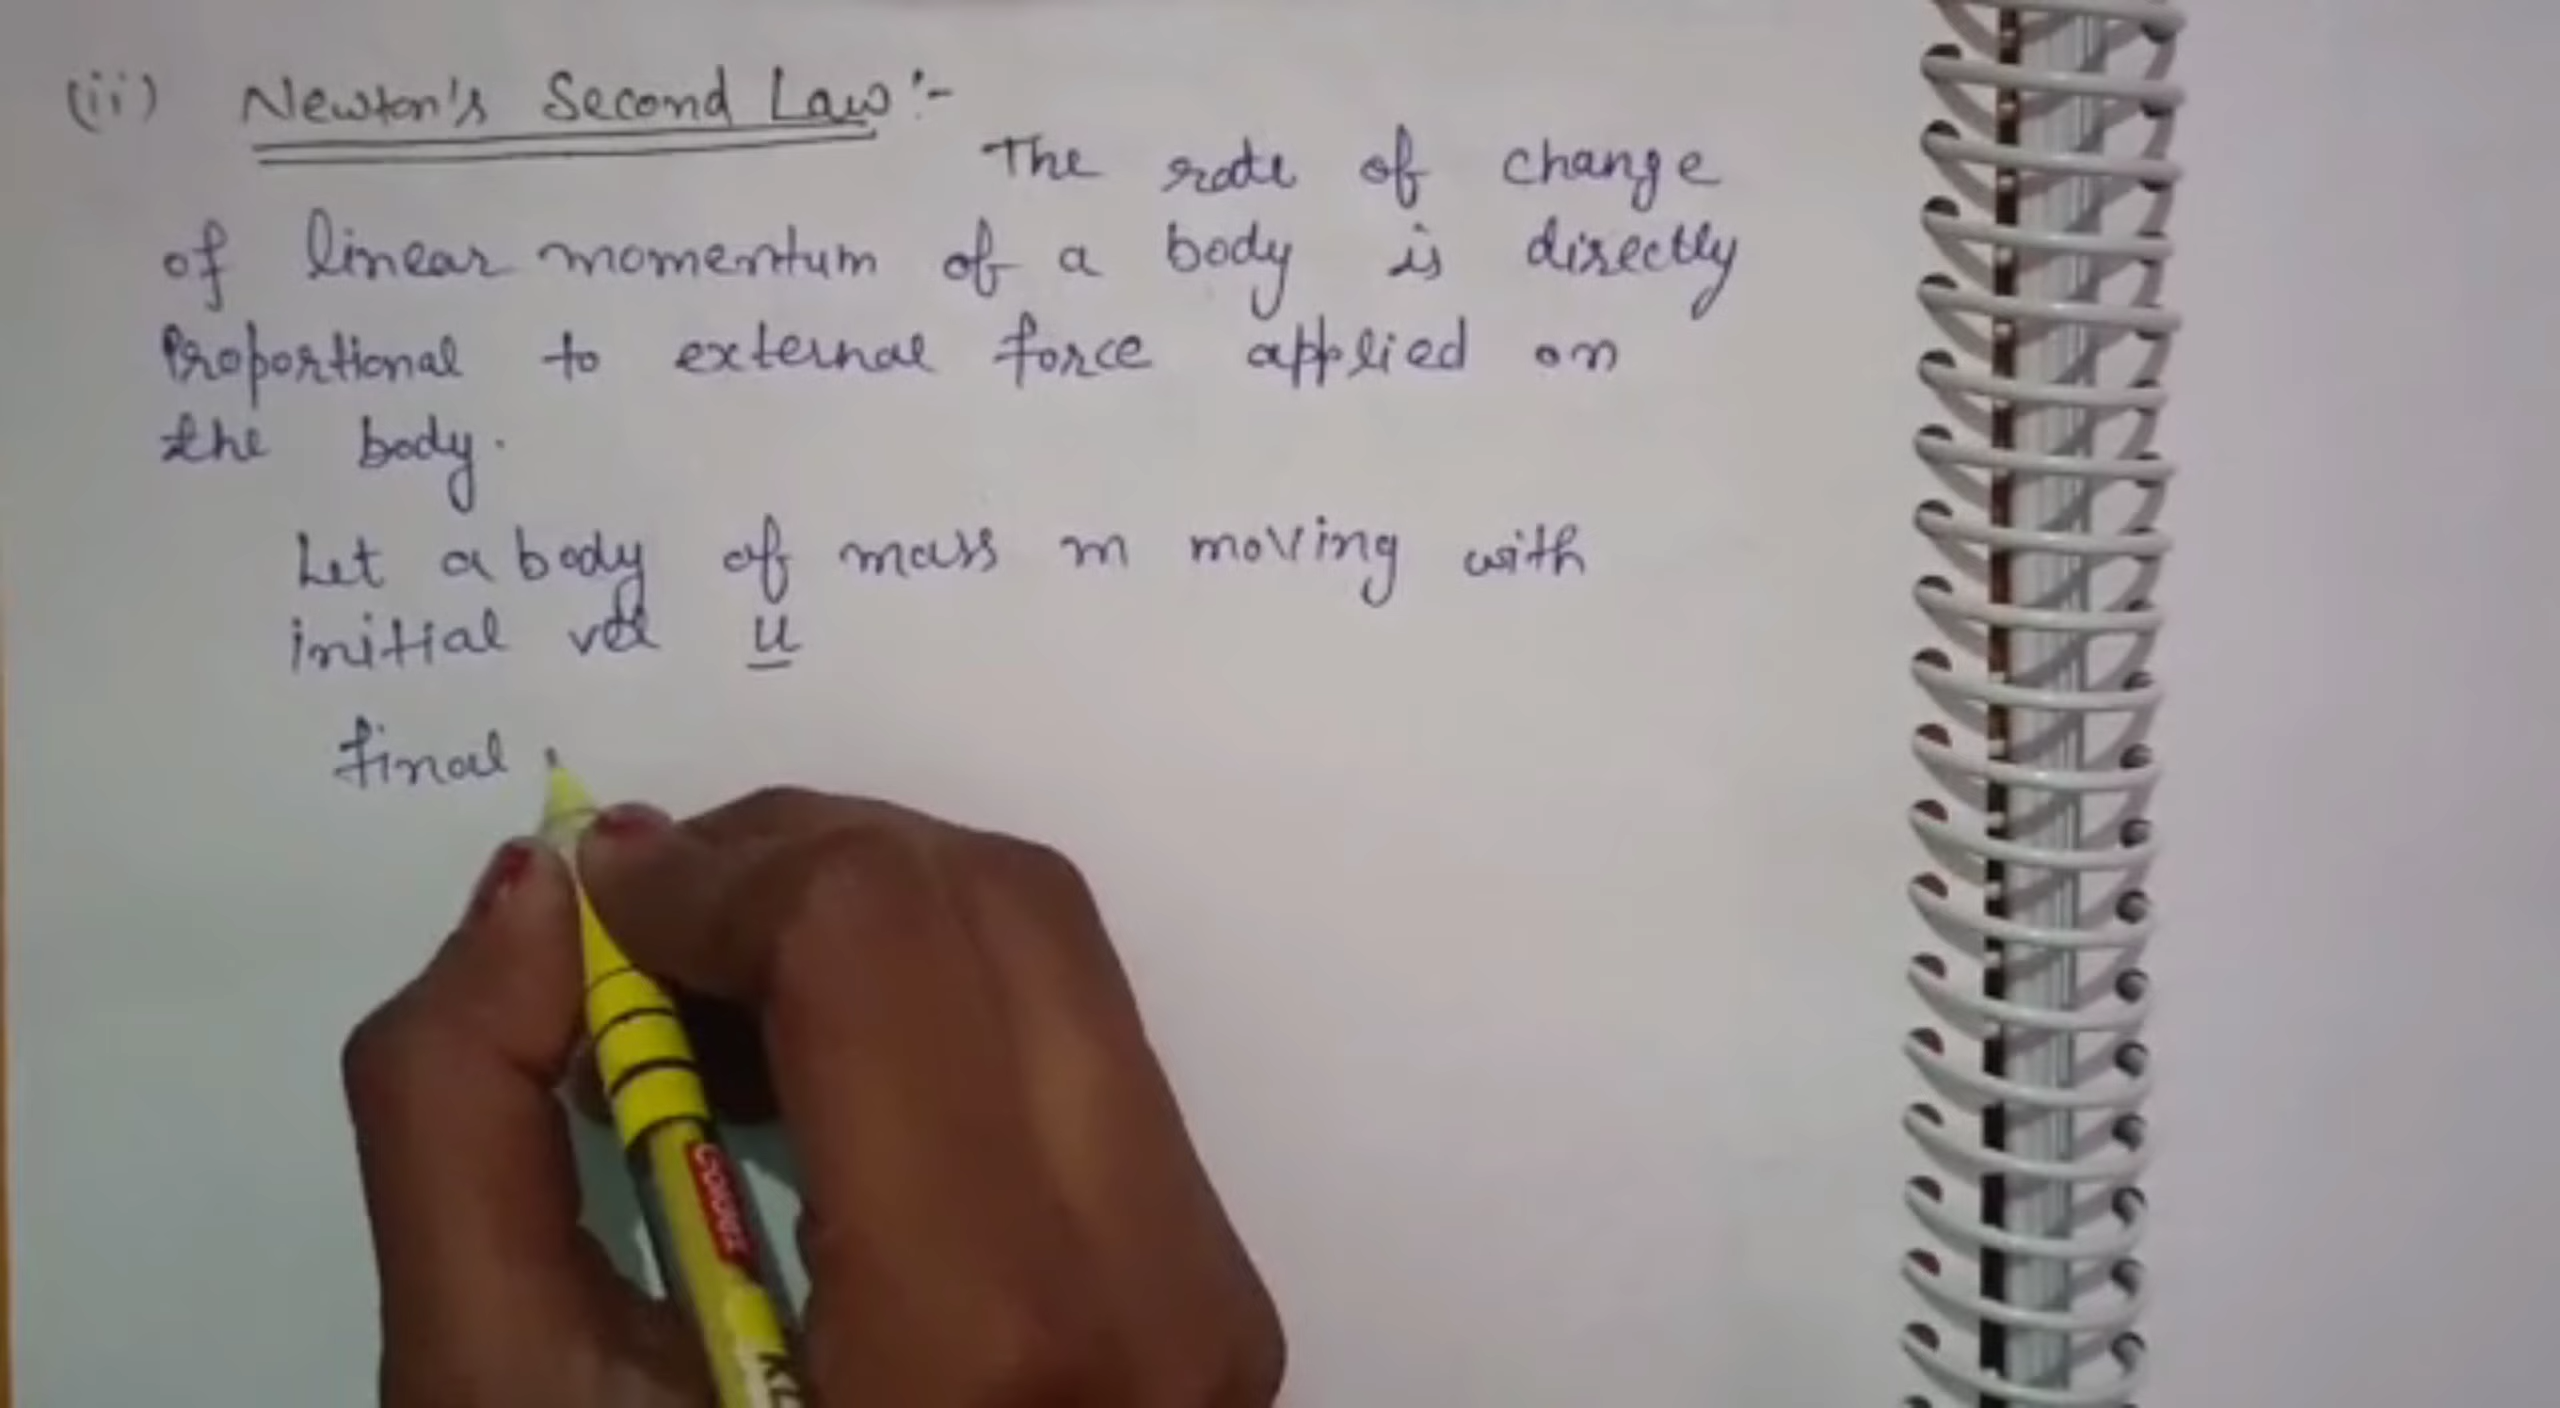 (ii) Newton's Second Law :-
The rate of change
of linear momentum of a body is directly
Proportional to external force applied on
the body.
Let a body of mass m moving with
initial vel u
final